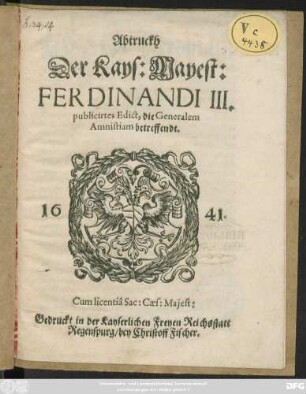 Abtruckh
Der Kays: Mayest:
FERDINANDI III.
publicirtes Edict, die Generalem
Amnistiam betreffendt.
16 41.
Cum licentiâ Sac: Cæs: Majest:
Gedruckt in der Kayserlichen Freyen Reichsstatt
Regenspurg/ bey Christoff Fischer.
V c
4438